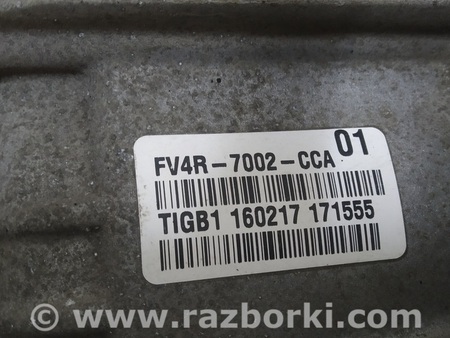 FV4R-7002-CCA 01
TIGB1 160217 171555
www.razborki.com